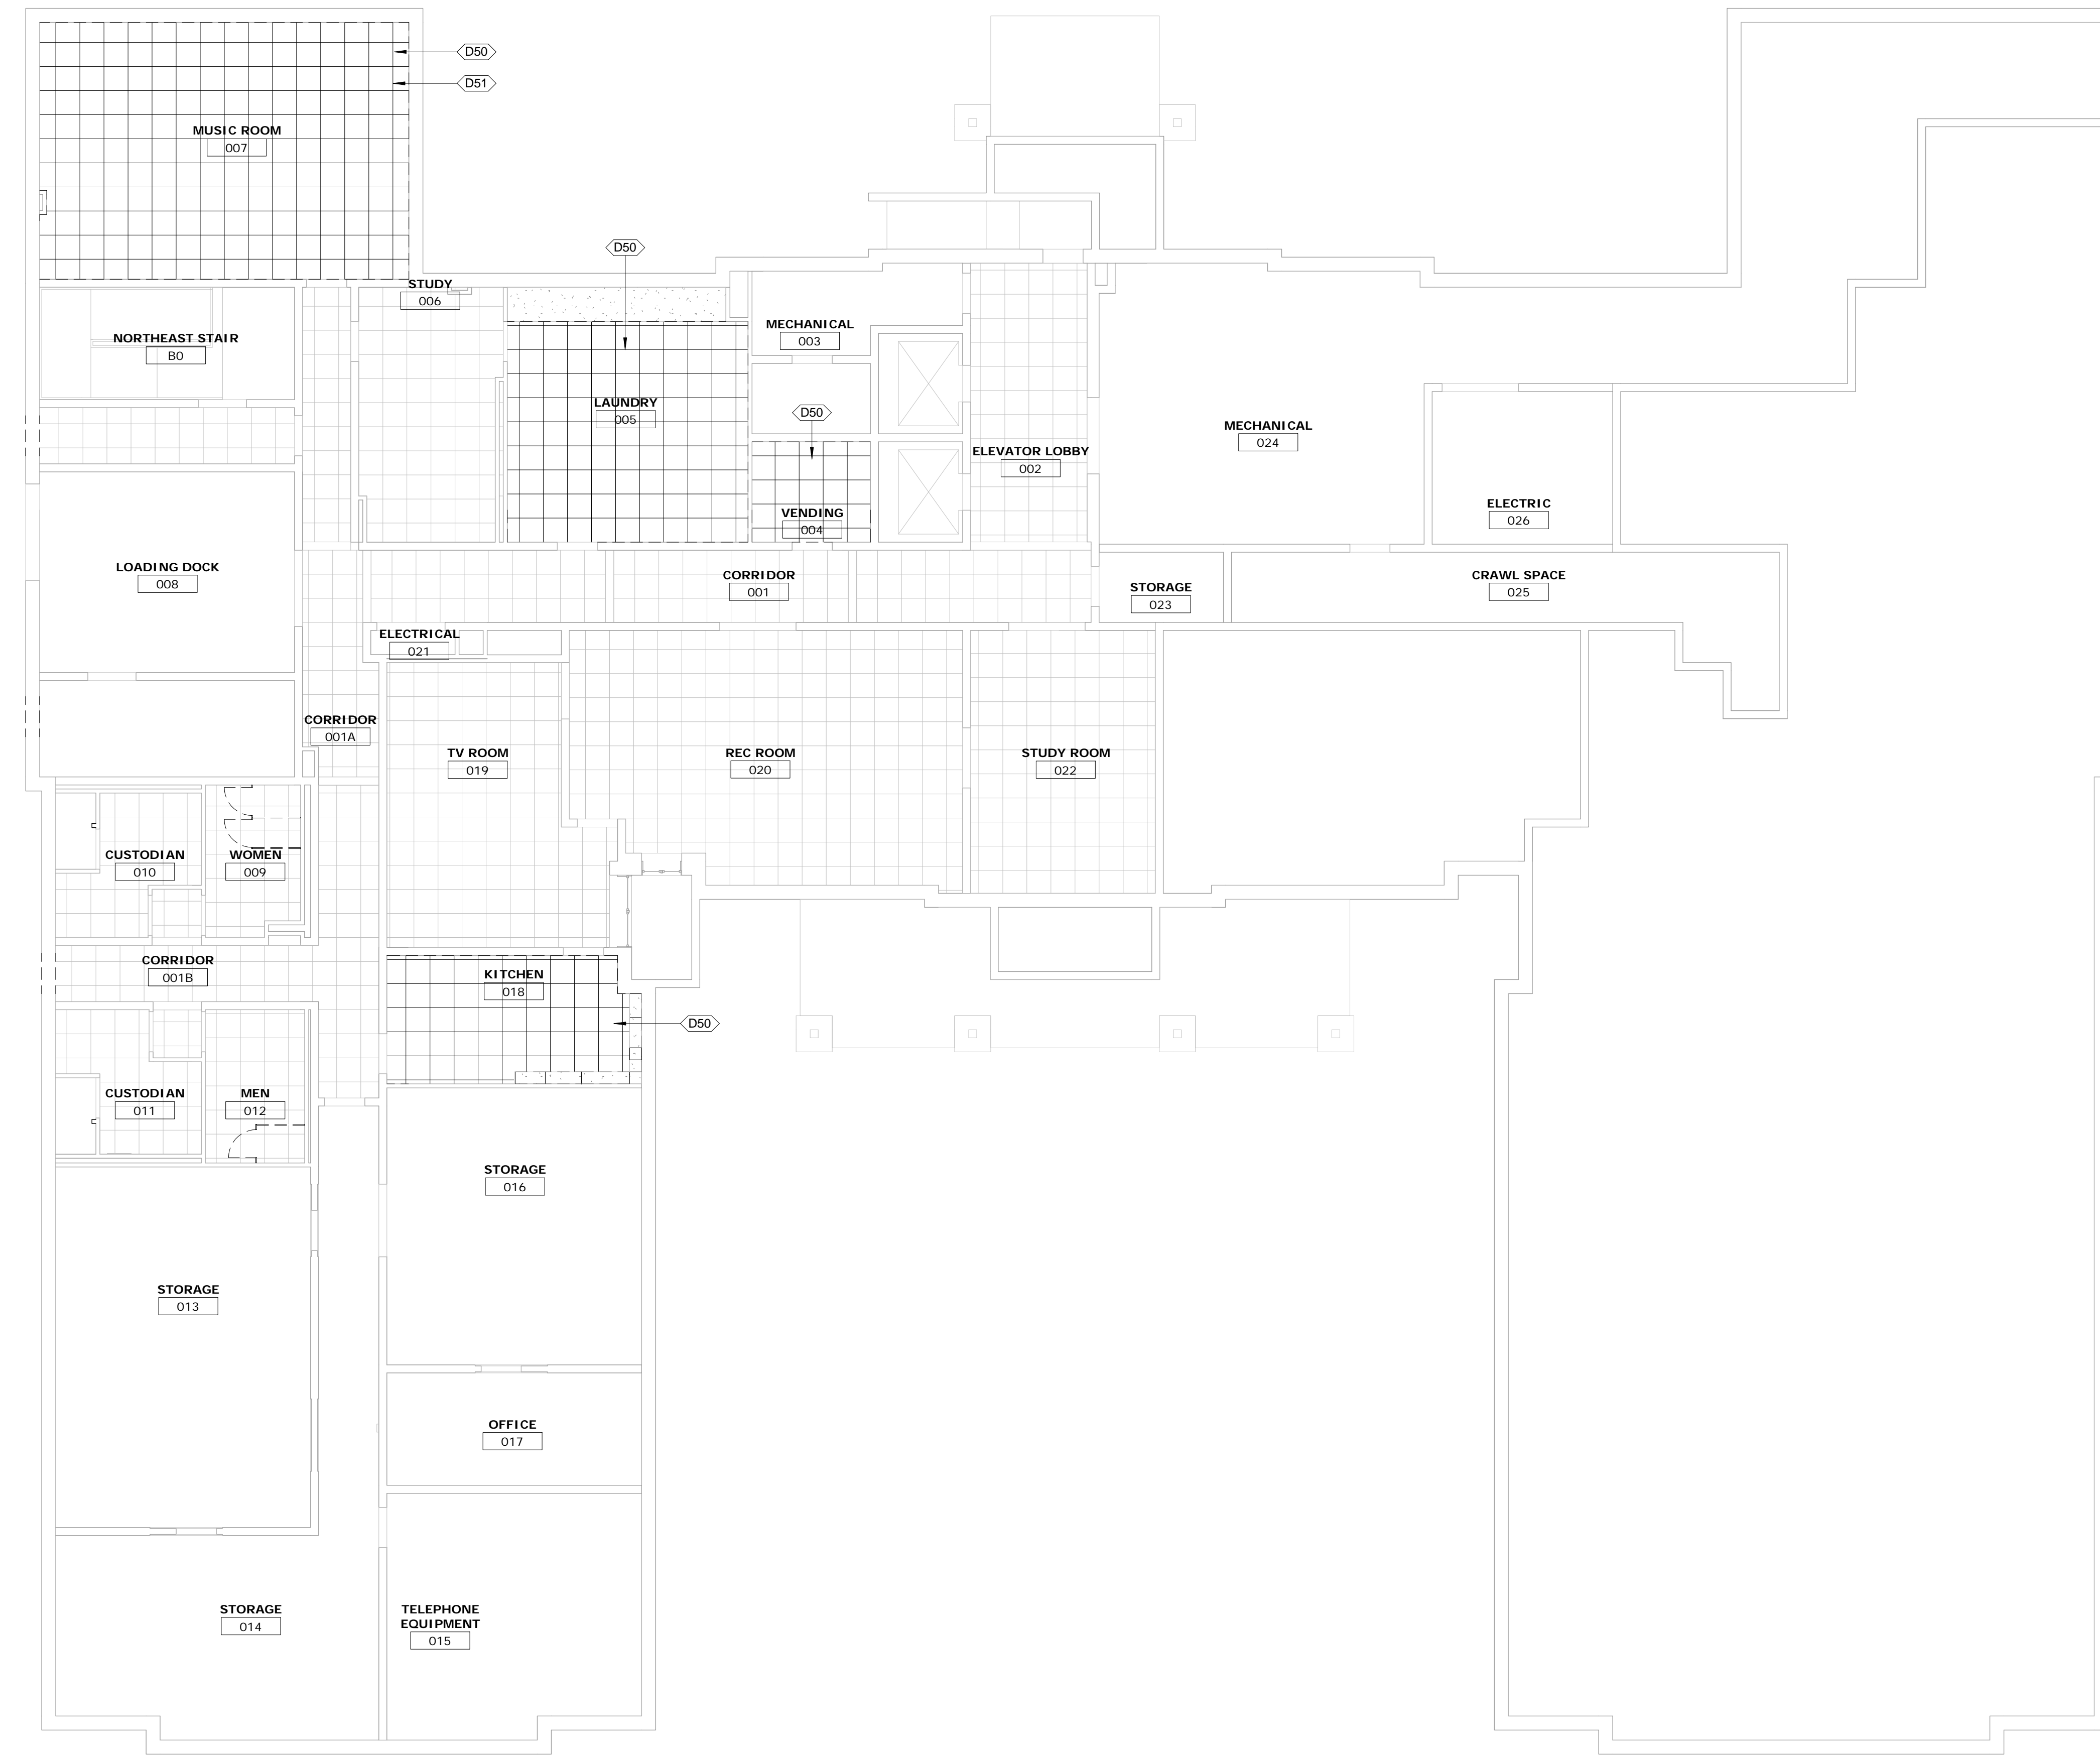 D50
D51
MUSIC ROOM
007
D50
STUDY
006
NORTHEAST STAIR
B0
MECHANICAL
003
LAUNDRY
005
D50
MECHANICAL
024
ELEVATOR LOBBY
002
VENDING
004
ELECTRIC
026
LOADING DOCK
008
CORRIDOR
001
STORAGE
023
CRAWL SPACE
025
ELECTRICAL
021
CORRIDOR
001A
TV ROOM
019
REC ROOM
020
STUDY ROOM
022
CUSTODIAN
010
WOMEN
009
CORRIDOR
001B
KITCHEN
018
D50
CUSTODIAN
011
MEN
012
STORAGE
016
STORAGE
013
OFFICE
017
STORAGE
014
TELEPHONE
EQUIPMENT
015